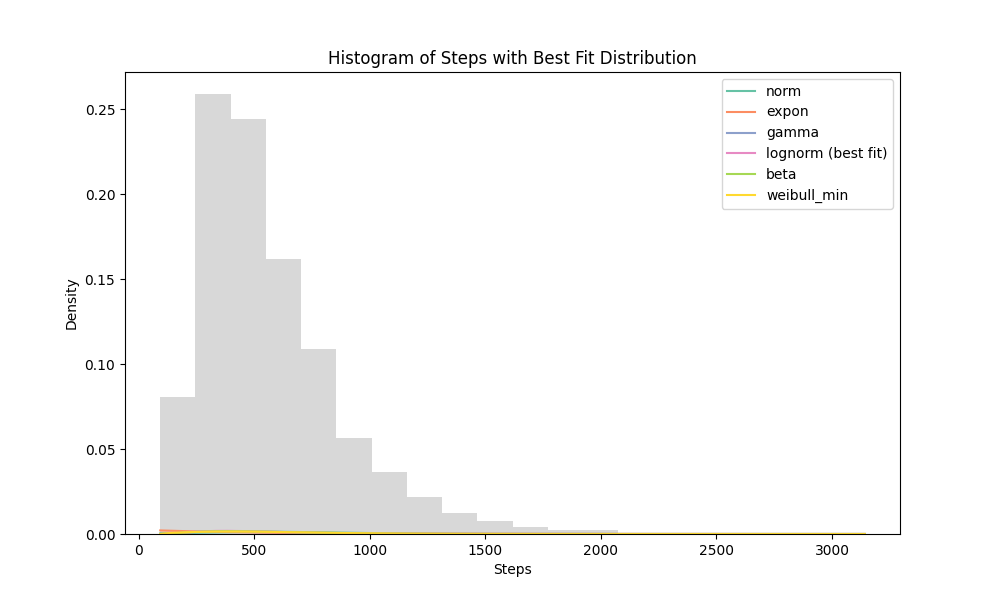 Histogram of Steps with Best Fit Distribution
norm
expon
gamma
lognorm (best fit)
beta
weibull_min
Density
0.25
0.20
0.15
0.10
0.05
0.00
0 500 1000 1500 2000 2500 3000
Steps